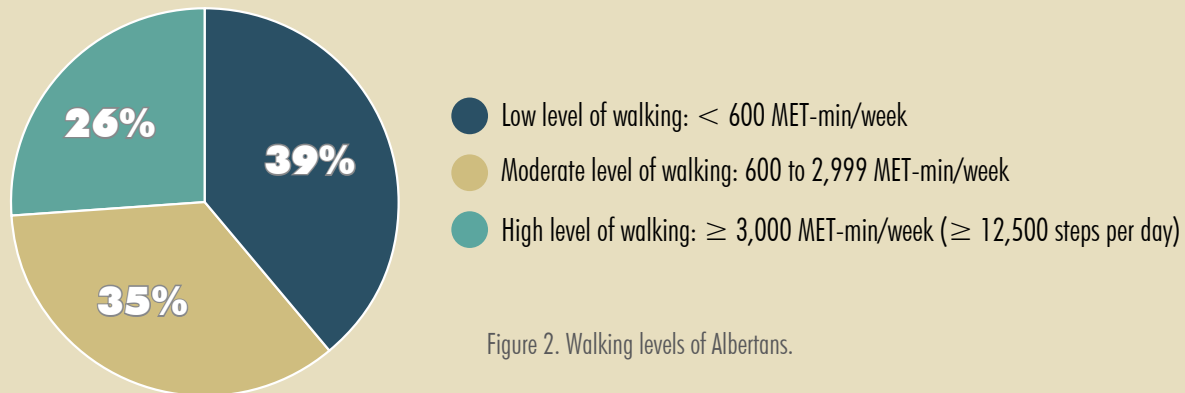 26%
39%
35%
Low level of walking: < 600 MET-min/week
Moderate level of walking: 600 to 2,999 MET-min/week
High level of walking: ≥ 3,000 MET-min/week (≥ 12,500 steps per day)
Figure 2. Walking levels of Albertans.